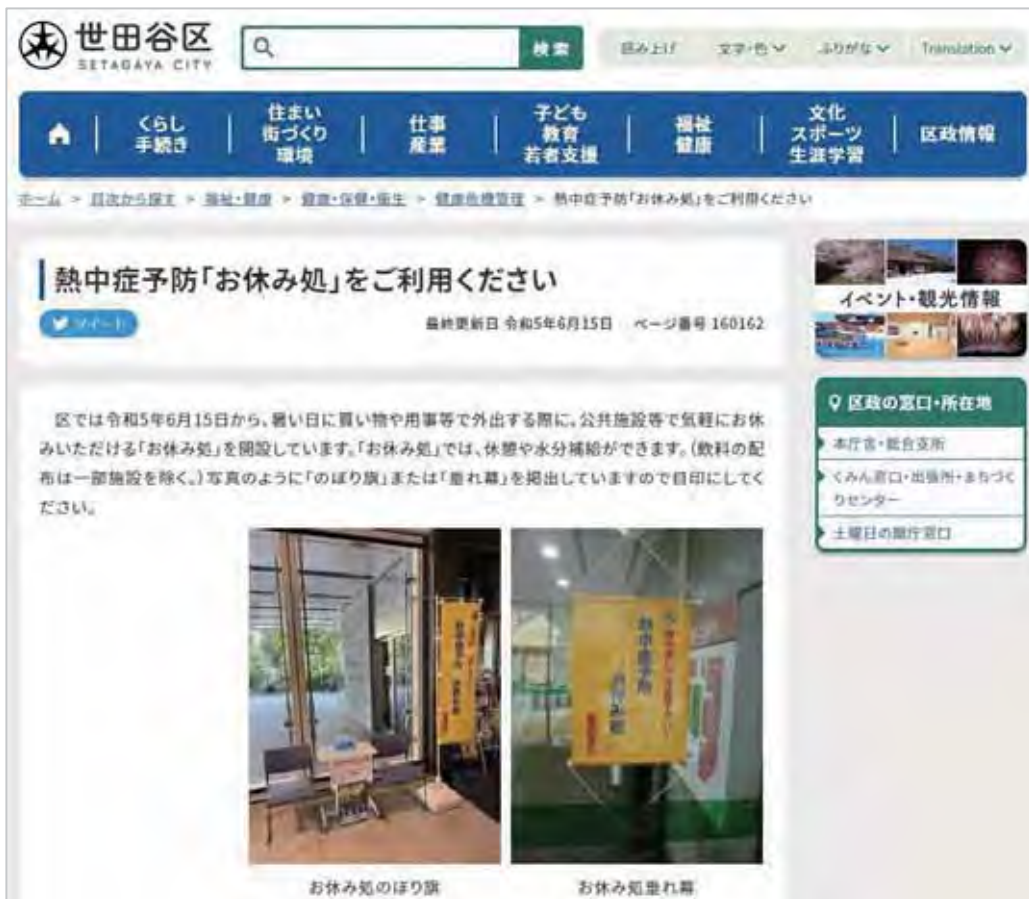 世田谷区
SETAGAYA CITY
検索
読み上げ
文字・色
ふりがな
Translation
くらし
手続き
住まい
街づくり
環境
仕事
産業
子ども
教育
若者支援
福祉
健康
文化
スポーツ
生涯学習
区政情報
ホーム > 目次から探す > 福祉・健康 > 健康・保健・衛生 > 健康危機管理 > 熱中症予防「お休み処」をご利用ください
熱中症予防「お休み処」をご利用ください
ツイート
最終更新日 令和5年6月15日 ページ番号 160162
イベント・観光情報
区政の窓口・所在地
本庁舎・総合支所
くみん窓口・出張所・まちづく
りセンター
土曜日の開庁窓口
区では令和5年6月15日から、暑い日に買い物や用事等で外出する際に、公共施設等で気軽にお休
みいただける「お休み処」を開設しています。「お休み処」では、休憩や水分補給ができます。(飲料の配
布は一部施設を除く。)写真のように「のぼり旗」または「垂れ幕」を掲出していますので目印にしてく
ださい。
熱中症予防
お休み処
お休み処のぼり旗
お休み処垂れ幕